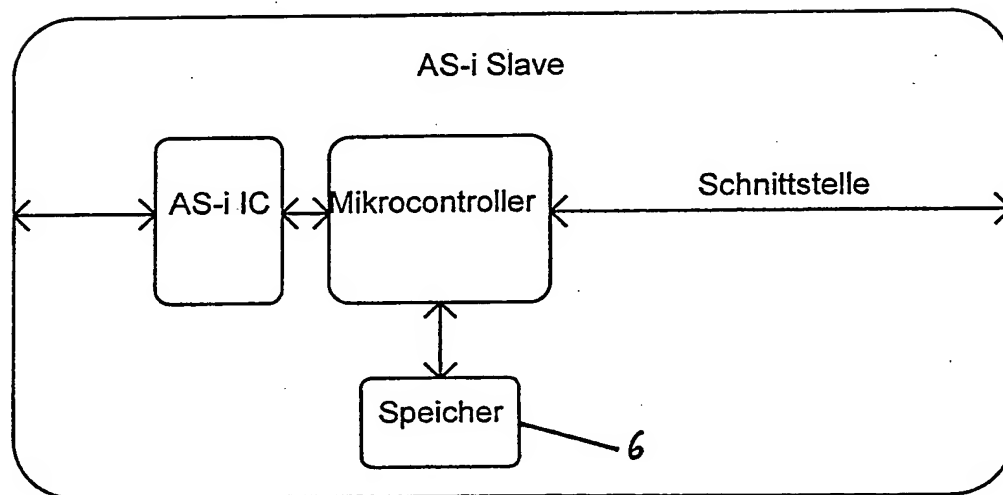 AS-i Slave
AS-i IC
Mikrocontroller
Schnittstelle
Speicher
6